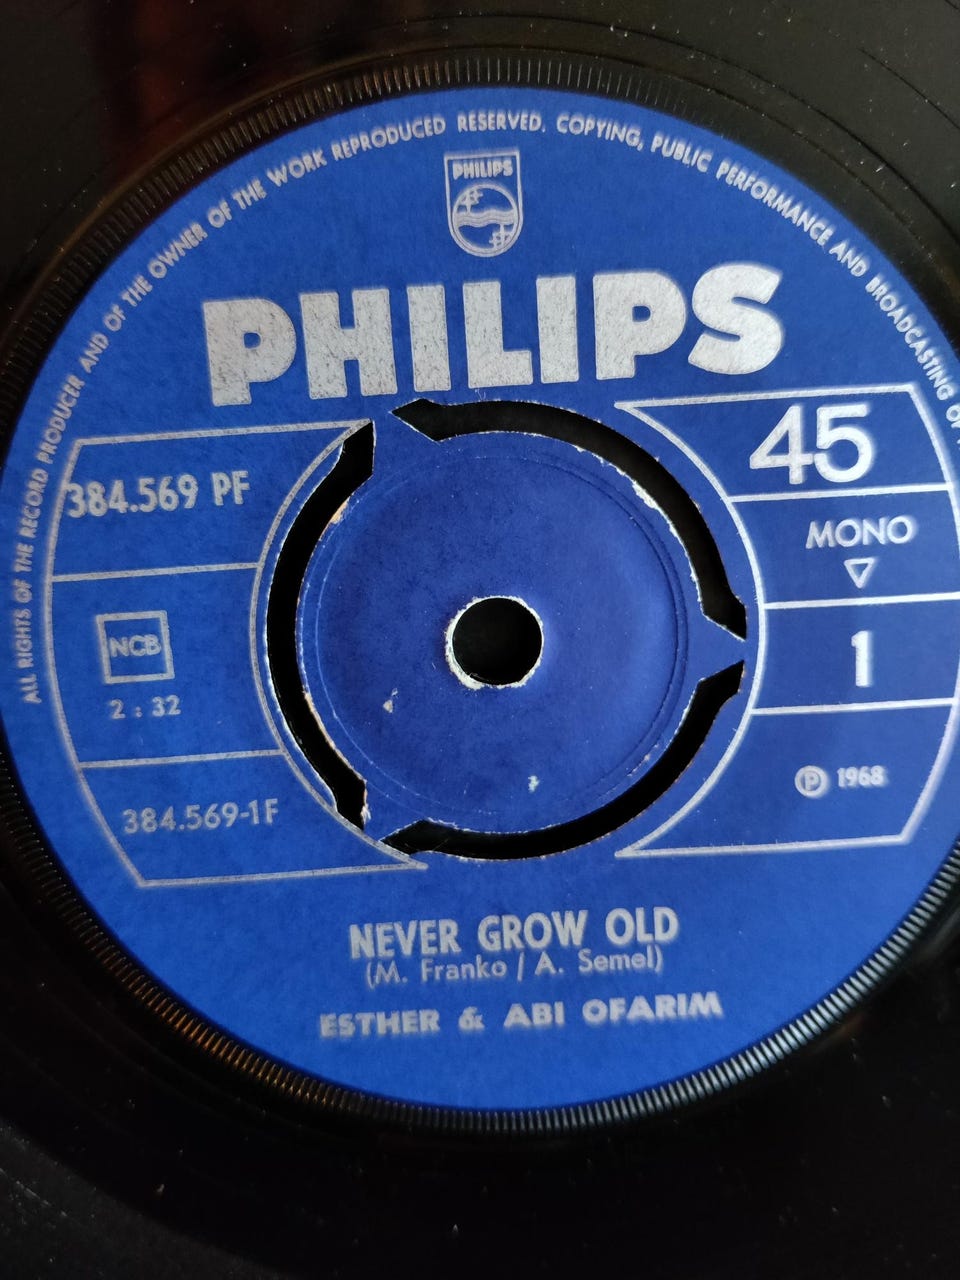 ALL RIGHTS OF THE RECORD PRODUCER AND OF THE OWNER OF THE WORK REPRODUCED RESERVED. COPYING, PUBLIC PERFORMANCE AND BROADCASTING OF
PHILIPS
PHILIPS
384.569 PF
NCB
2 : 32
384.569-1F
45
MONO
1
℗ 1968
NEVER GROW OLD
(M. Franko / A. Semel)
ESTHER & ABI OFARIM